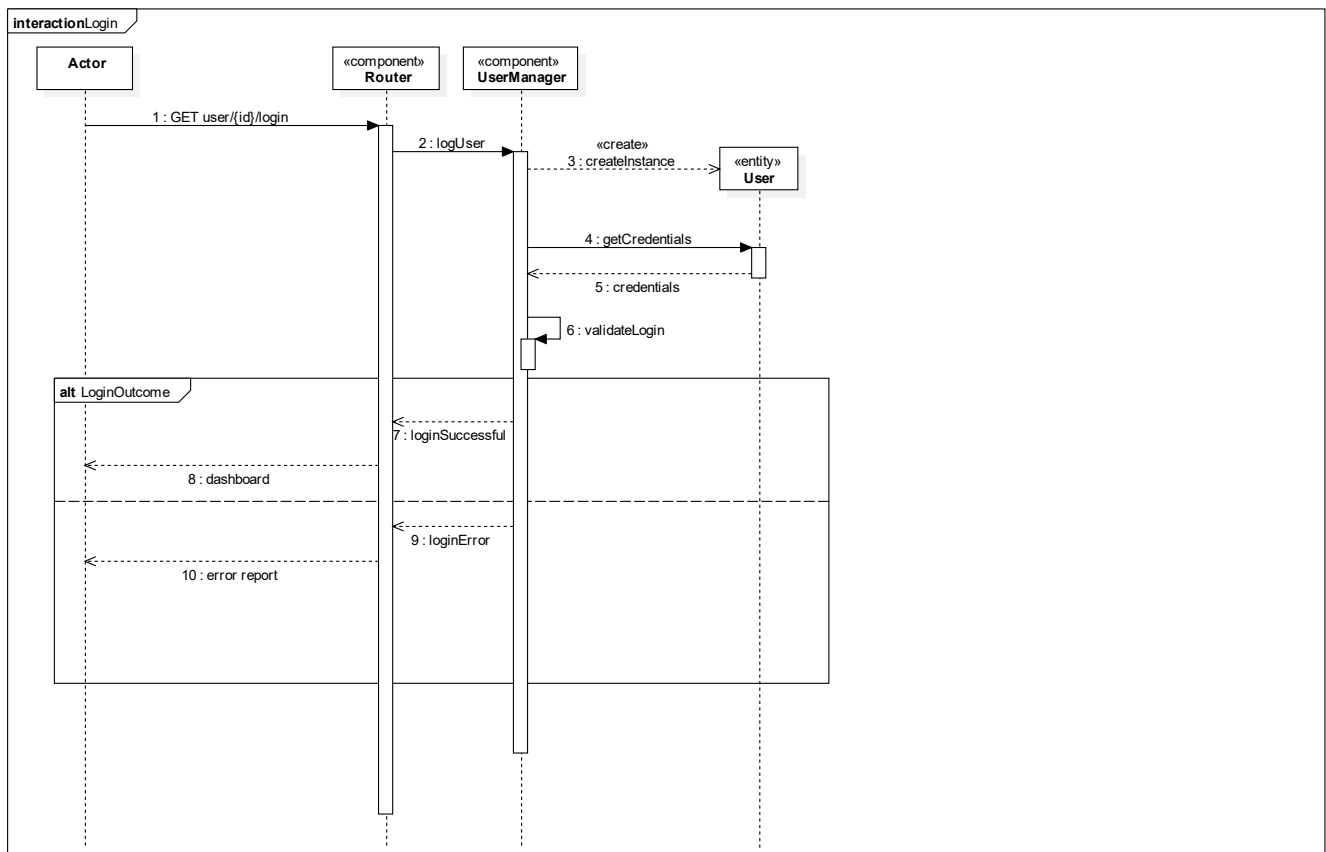 interactionLogin
Actor
«component»
Router
«component»
UserManager
1 : GET user/{id}/login
2 : logUser
«create»
3 : createInstance
«entity»
User
4 : getCredentials
5 : credentials
6 : validateLogin
alt LoginOutcome
7 : loginSuccessful
8 : dashboard
9 : loginError
10 : error report